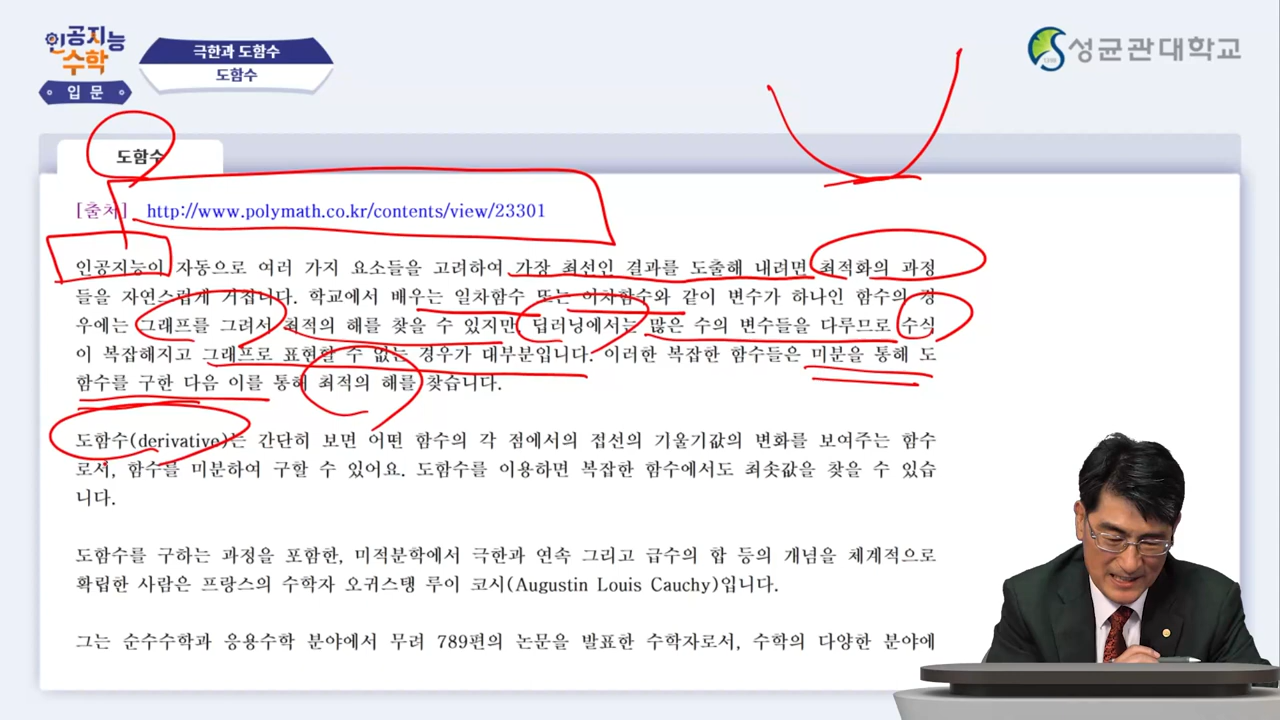 인공지능
수학
입문
극한과 도함수
도함수
성균관대학교
도함수
[출처] http://www.polymath.co.kr/contents/view/23301
인공지능이 자동으로 여러 가지 요소들을 고려하여 가장 최선인 결과를 도출해 내려면 최적화의 과정
들을 자연스럽게 거칩니다. 학교에서 배우는 일차함수 또는 이차함수와 같이 변수가 하나인 함수의 경
우에는 그래프를 그려서 최적의 해를 찾을 수 있지만, 딥러닝에서는 많은 수의 변수들을 다루므로 수식
이 복잡해지고 그래프로 표현할 수 없는 경우가 대부분입니다. 이러한 복잡한 함수들은 미분을 통해 도
함수를 구한 다음 이를 통해 최적의 해를 찾습니다.
도함수(derivative)는 간단히 보면 어떤 함수의 각 점에서의 접선의 기울기값의 변화를 보여주는 함수
로서, 함수를 미분하여 구할 수 있어요. 도함수를 이용하면 복잡한 함수에서도 최솟값을 찾을 수 있습
니다.
도함수를 구하는 과정을 포함한, 미적분학에서 극한과 연속 그리고 급수의 합 등의 개념을 체계적으로
확립한 사람은 프랑스의 수학자 오귀스탱 루이 코시(Augustin Louis Cauchy)입니다.
그는 순수수학과 응용수학 분야에서 무려 789편의 논문을 발표한 수학자로서, 수학의 다양한 분야에